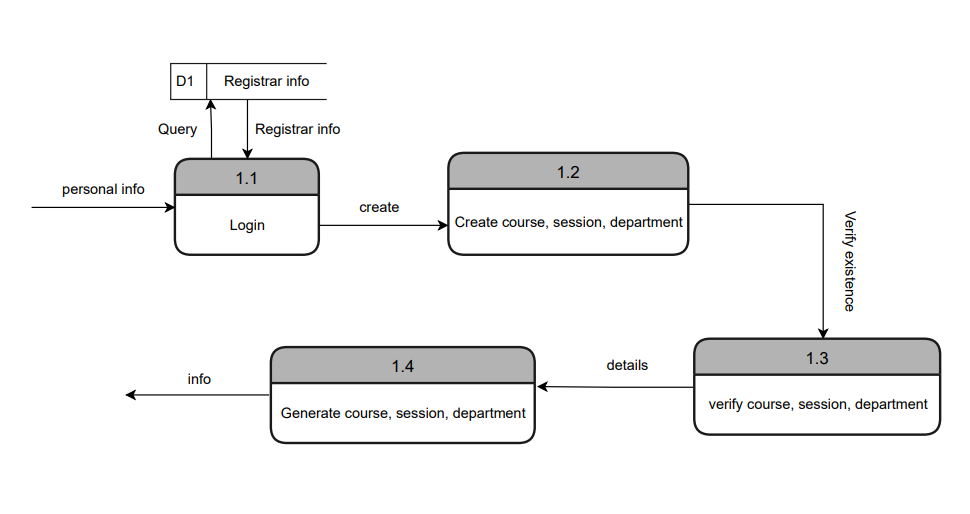 D1
Registrar info
Query
Registrar info
personal info
1.1
Login
create
1.2
Create course, session, department
Verify existence
1.3
verify course, session, department
details
1.4
Generate course, session, department
info